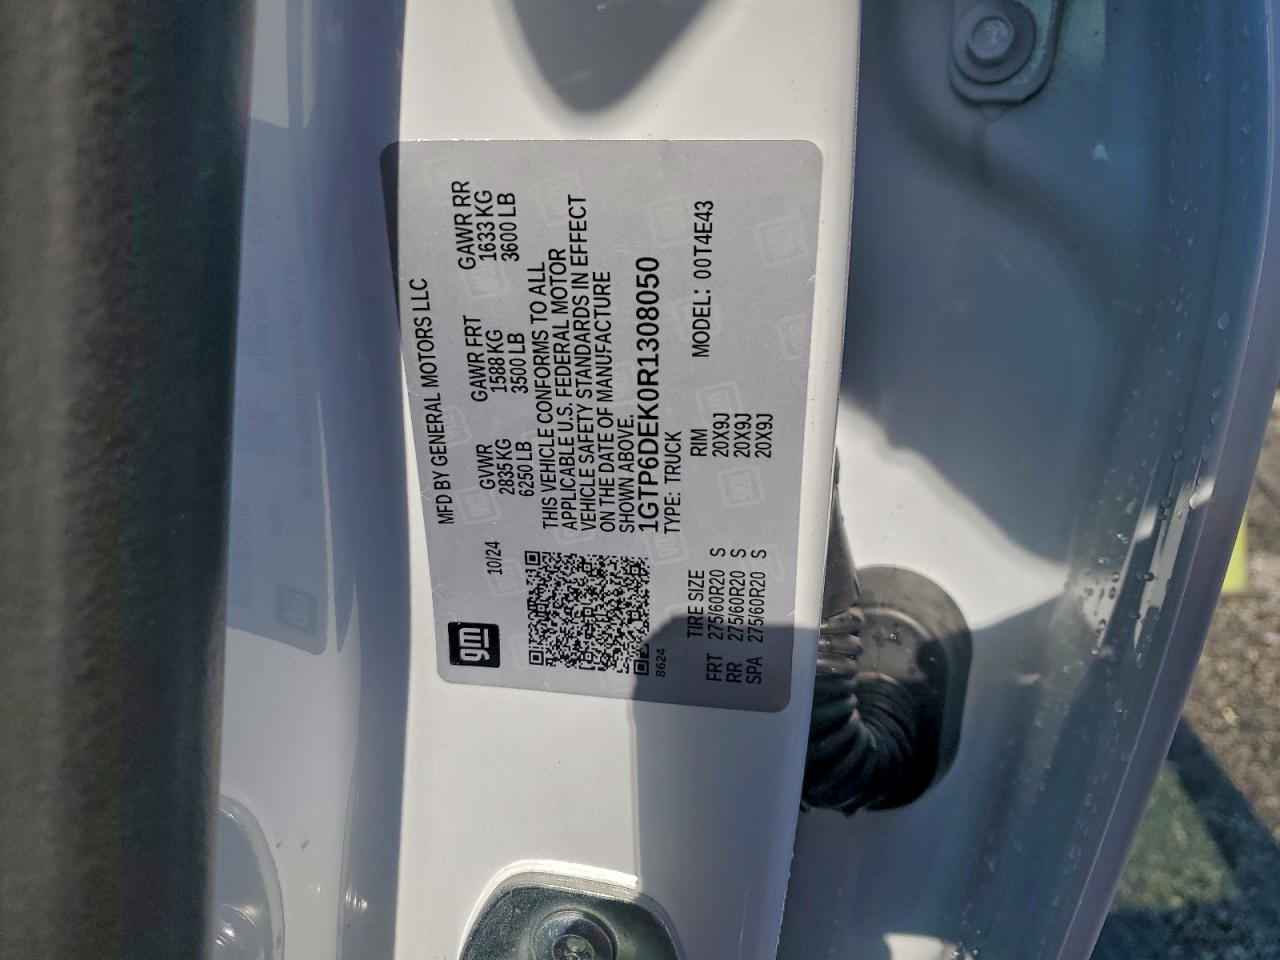 gm
MFD BY GENERAL MOTORS LLC
10/24 GVWR GAWR FRT GAWR RR
2835 KG 1588 KG 1633 KG
6250 LB 3500 LB 3600 LB
THIS VEHICLE CONFORMS TO ALL
APPLICABLE U.S. FEDERAL MOTOR
VEHICLE SAFETY STANDARDS IN EFFECT
ON THE DATE OF MANUFACTURE
SHOWN ABOVE.
1GTP6DEK0R1308050
8624 TYPE: TRUCK
TIRE SIZE RIM MODEL: 00T4E43
FRT 275/60R20 S 20X9J
RR 275/60R20 S 20X9J
SPA 275/60R20 S 20X9J